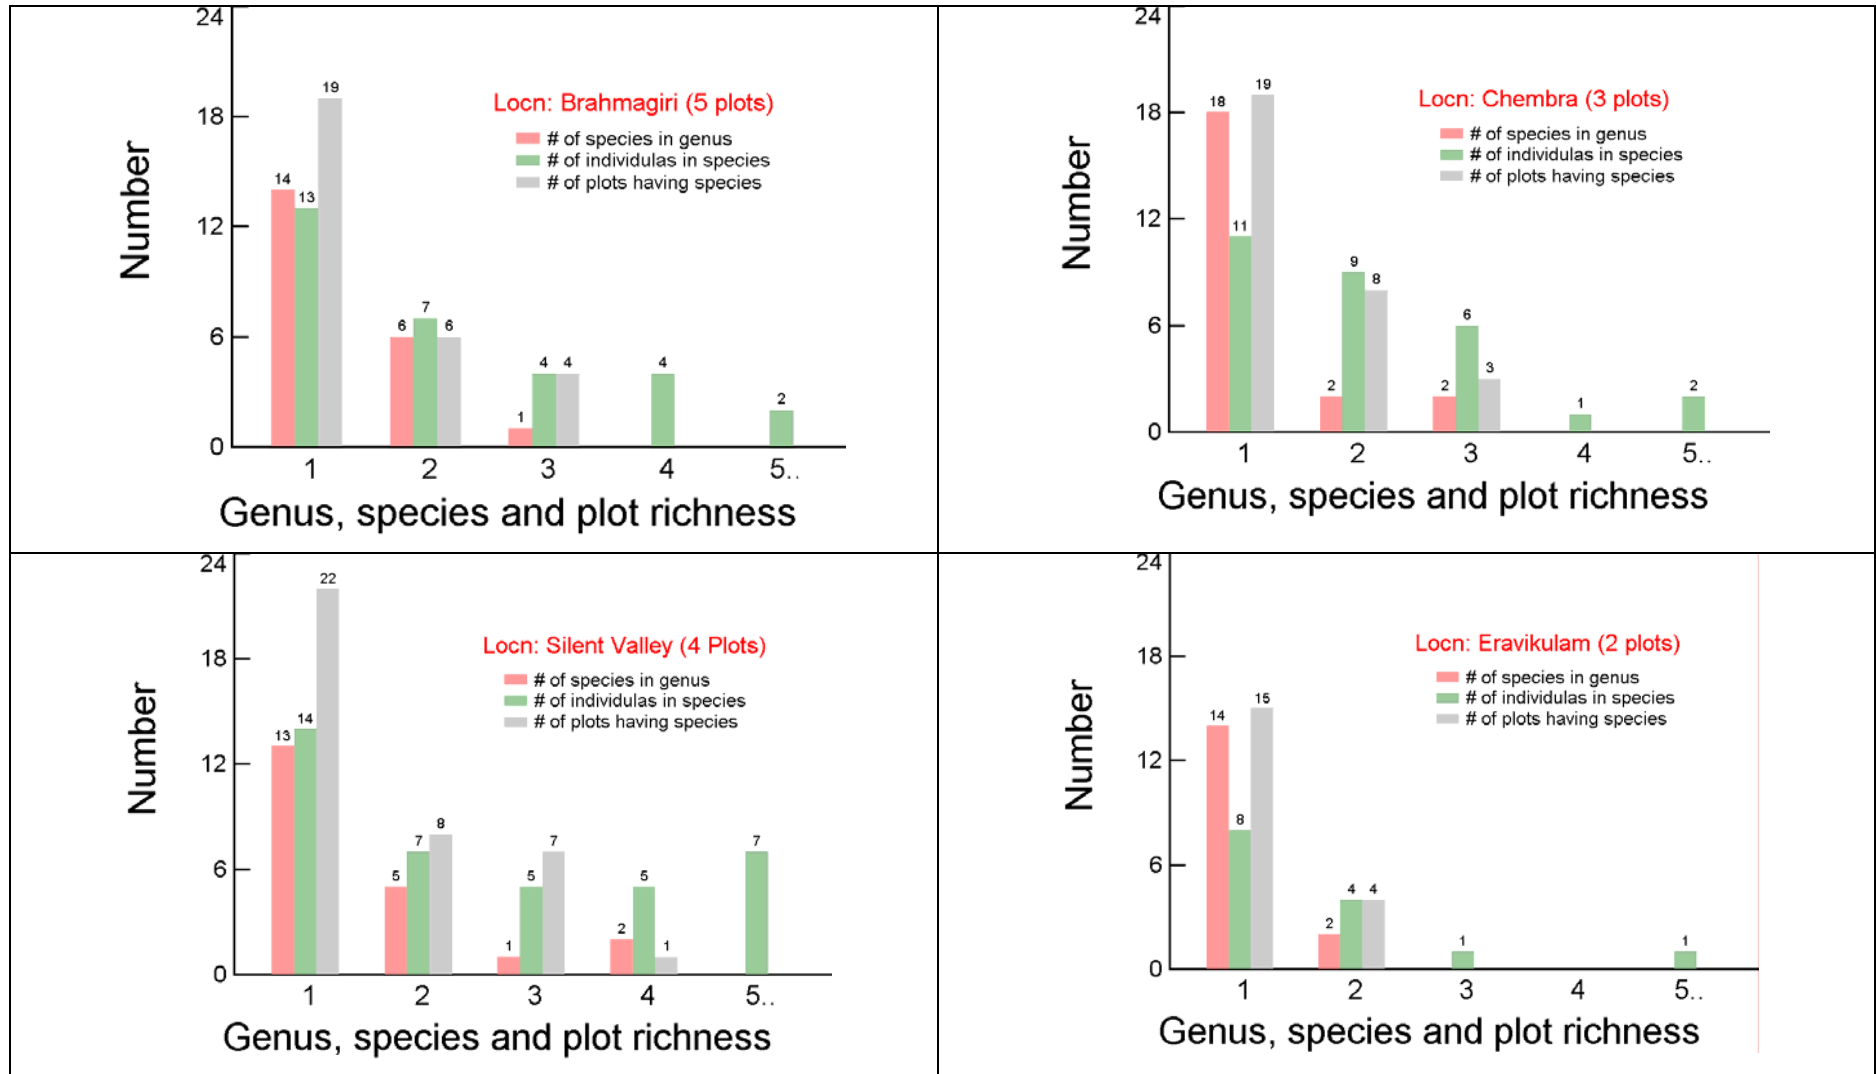 24
18
12
6
0
Number
19
14
13
6
7
6
1
4
4
4
2
Locn: Brahmagiri (5 plots)
# of species in genus
# of individulas in species
# of plots having species
1 2 3 4 5..
Genus, species and plot richness
24
18
12
6
0
Number
18
11
19
2
9
8
2
6
3
1
2
Locn: Chembra (3 plots)
# of species in genus
# of individulas in species
# of plots having species
1 2 3 4 5..
Genus, species and plot richness
24
18
12
6
0
Number
13
14
22
5
7
8
1
5
7
2
5
1
7
Locn: Silent Valley (4 Plots)
# of species in genus
# of individulas in species
# of plots having species
1 2 3 4 5..
Genus, species and plot richness
24
18
12
6
0
Number
14
8
15
2
4
4
1
1
Locn: Eravikulam (2 plots)
# of species in genus
# of individulas in species
# of plots having species
1 2 3 4 5..
Genus, species and plot richness